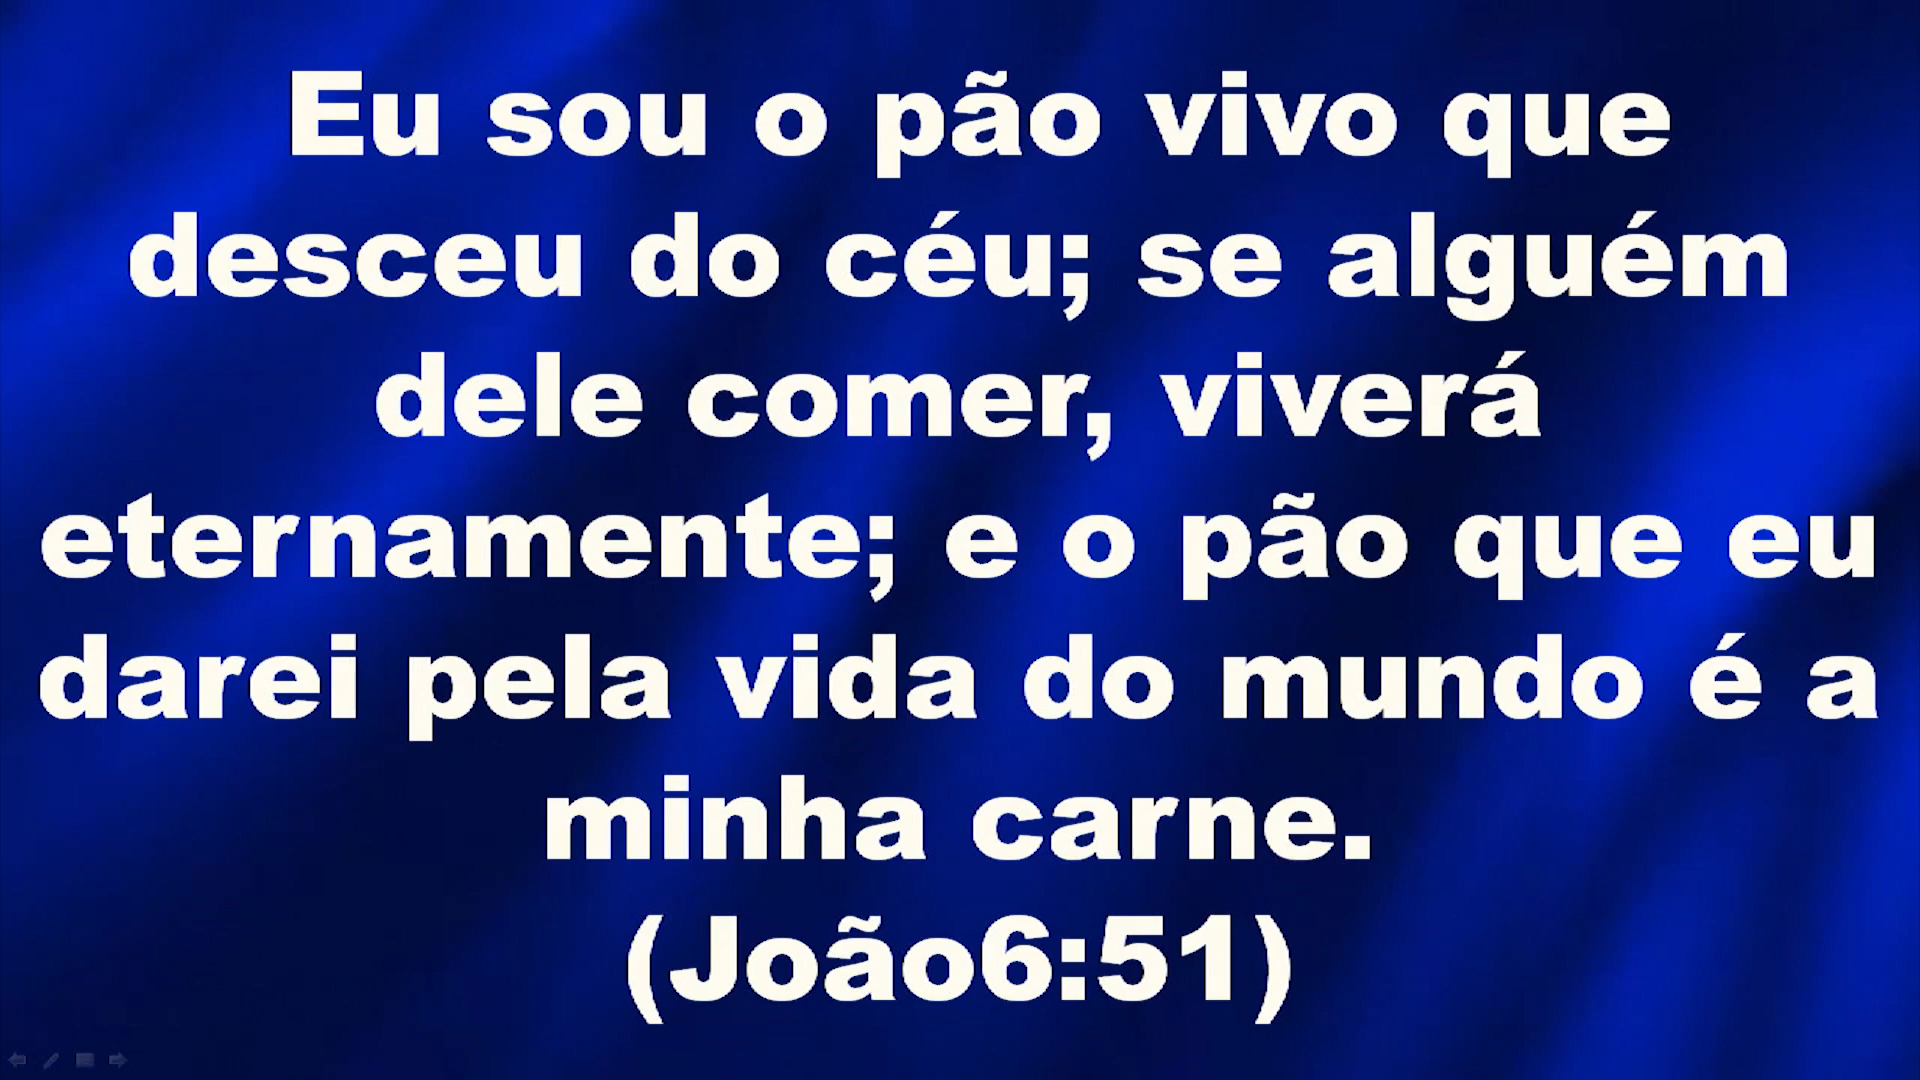 Eu sou o pão vivo que
desceu do céu; se alguém
dele comer, viverá
eternamente; e o pão que eu
darei pela vida do mundo é a
minha carne.
(João6:51)